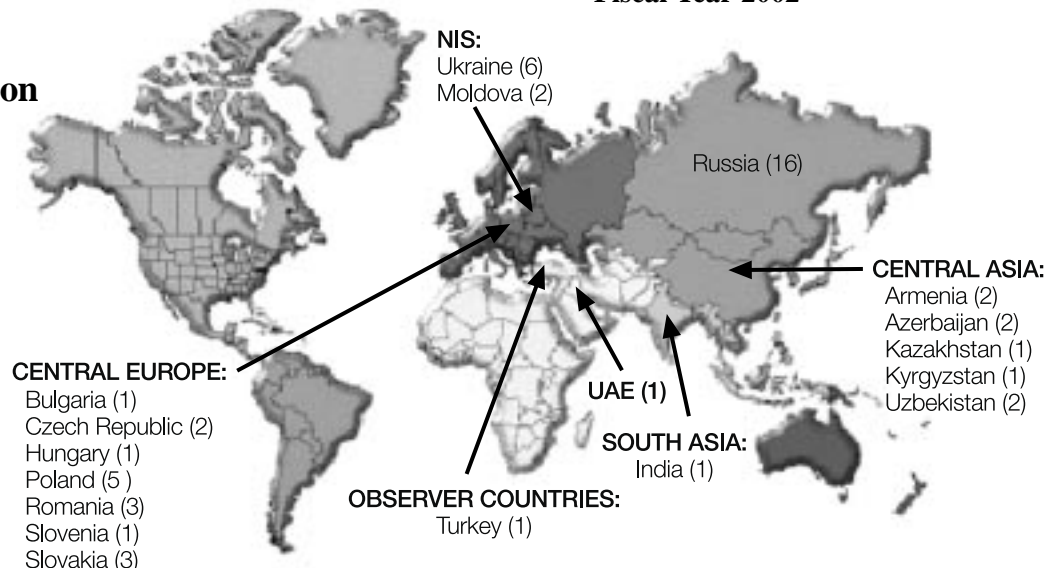 Fiscal Year 2002
on
NIS:
Ukraine (6)
Moldova (2)
Russia (16)
CENTRAL ASIA:
Armenia (2)
Azerbaijan (2)
Kazakhstan (1)
Kyrgyzstan (1)
Uzbekistan (2)
CENTRAL EUROPE:
Bulgaria (1)
Czech Republic (2)
Hungary (1)
Poland (5 )
Romania (3)
Slovenia (1)
Slovakia (3)
UAE (1)
SOUTH ASIA:
India (1)
OBSERVER COUNTRIES:
Turkey (1)